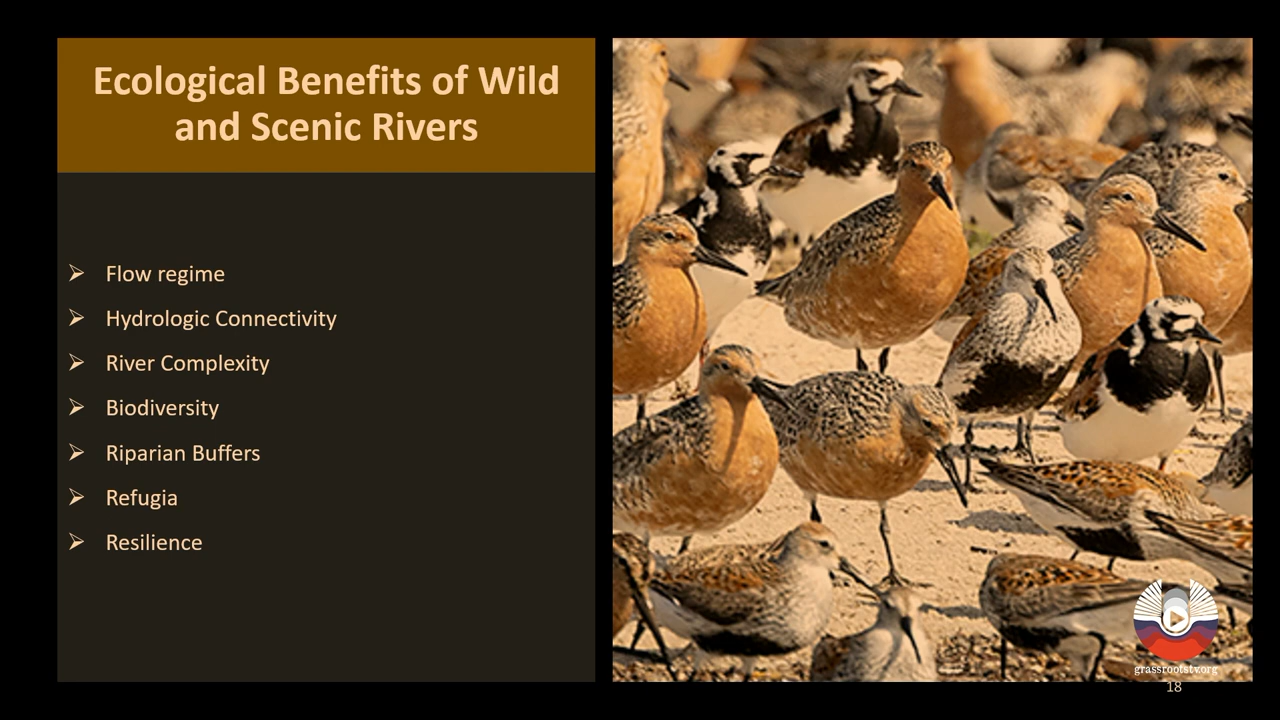 Ecological Benefits of Wild
and Scenic Rivers
Flow regime
Hydrologic Connectivity
River Complexity
Biodiversity
Riparian Buffers
Refugia
Resilience
grassrootstv.org
18